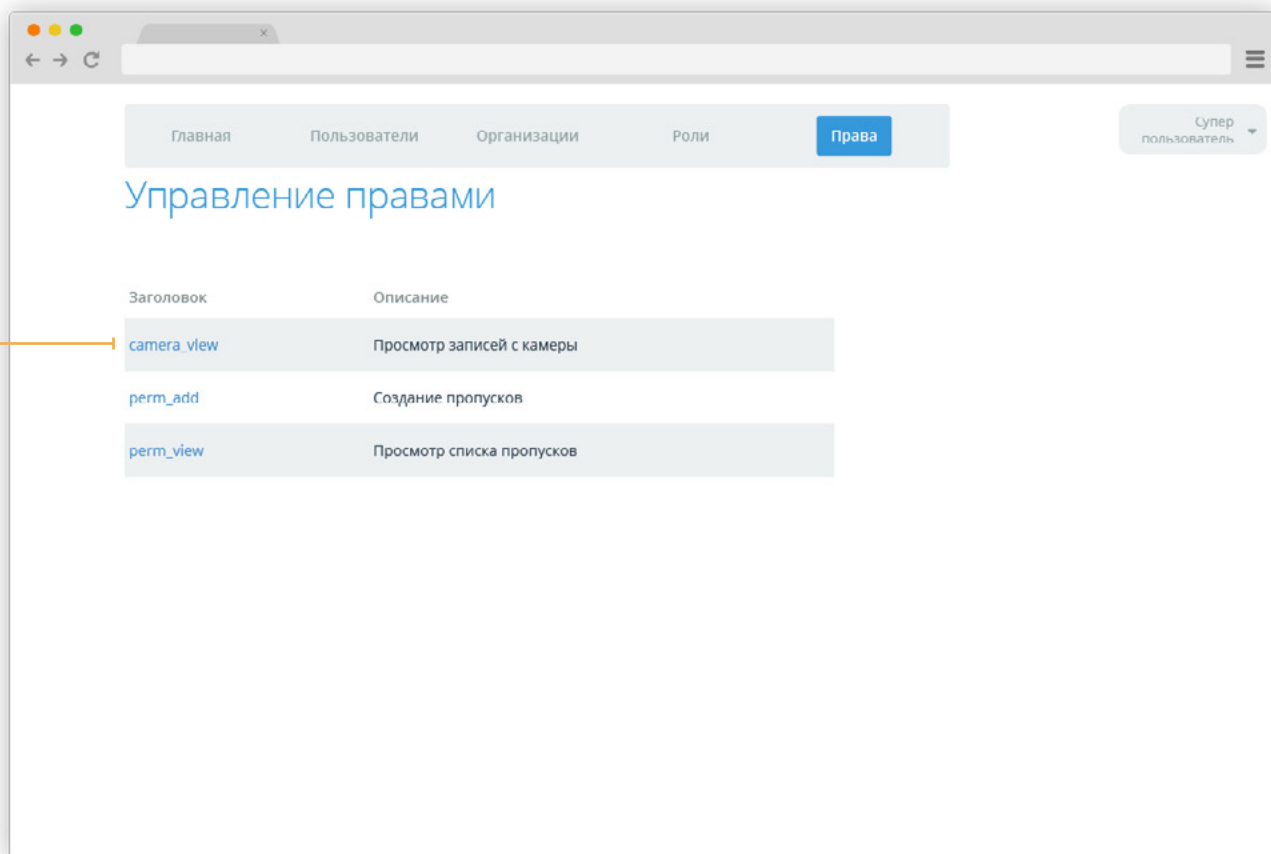 Главная Пользователи Организации Роли Права
Супер
пользователь
Управление правами
Заголовок Описание
camera_view Просмотр записей с камеры
perm_add Создание пропусков
perm_view Просмотр списка пропусков